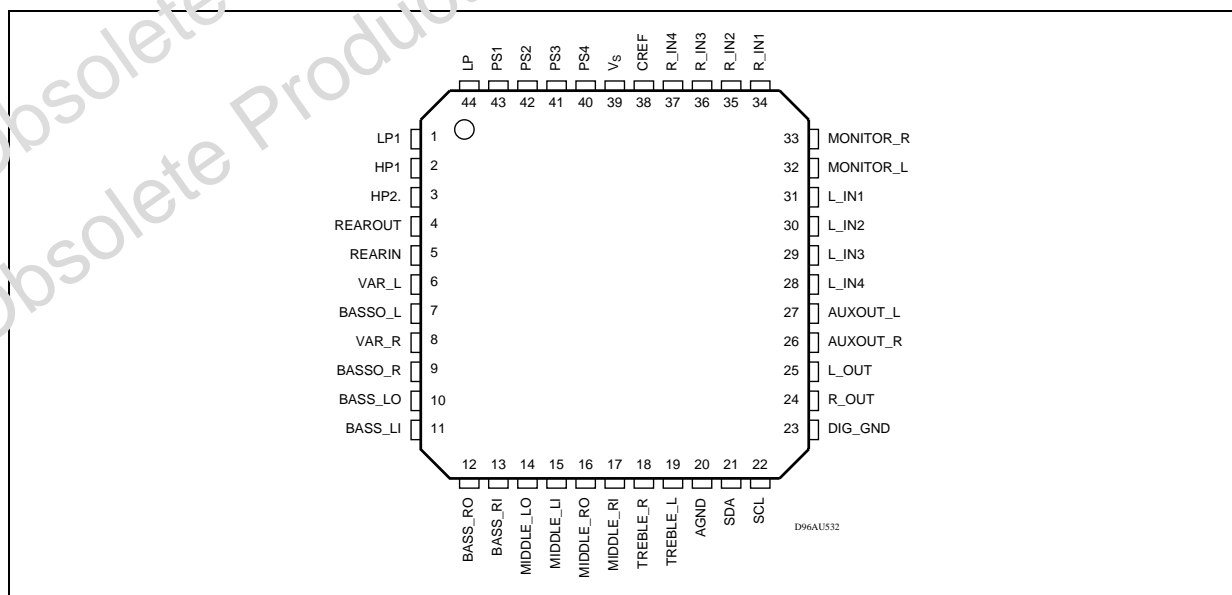 Obsolete Product
Obsolete Product
LP
PS1
PS2
PS3
PS4
Vs
CREF
R_IN4
R_IN3
R_IN2
R_IN1
44 43 42 41 40 39 38 37 36 35 34
LP1 1
HP1 2
HP2. 3
REAROUT 4
REARIN 5
VAR_L 6
BASSO_L 7
VAR_R 8
BASSO_R 9
BASS_LO 10
BASS_LI 11
33 MONITOR_R
32 MONITOR_L
31 L_IN1
30 L_IN2
29 L_IN3
28 L_IN4
27 AUXOUT_L
26 AUXOUT_R
25 L_OUT
24 R_OUT
23 DIG_GND
12 13 14 15 16 17 18 19 20 21 22
BASS_RO
BASS_RI
MIDDLE_LO
MIDDLE_LI
MIDDLE_RO
MIDDLE_RI
TREBLE_R
TREBLE_L
AGND
SDA
SCL
D96AU532